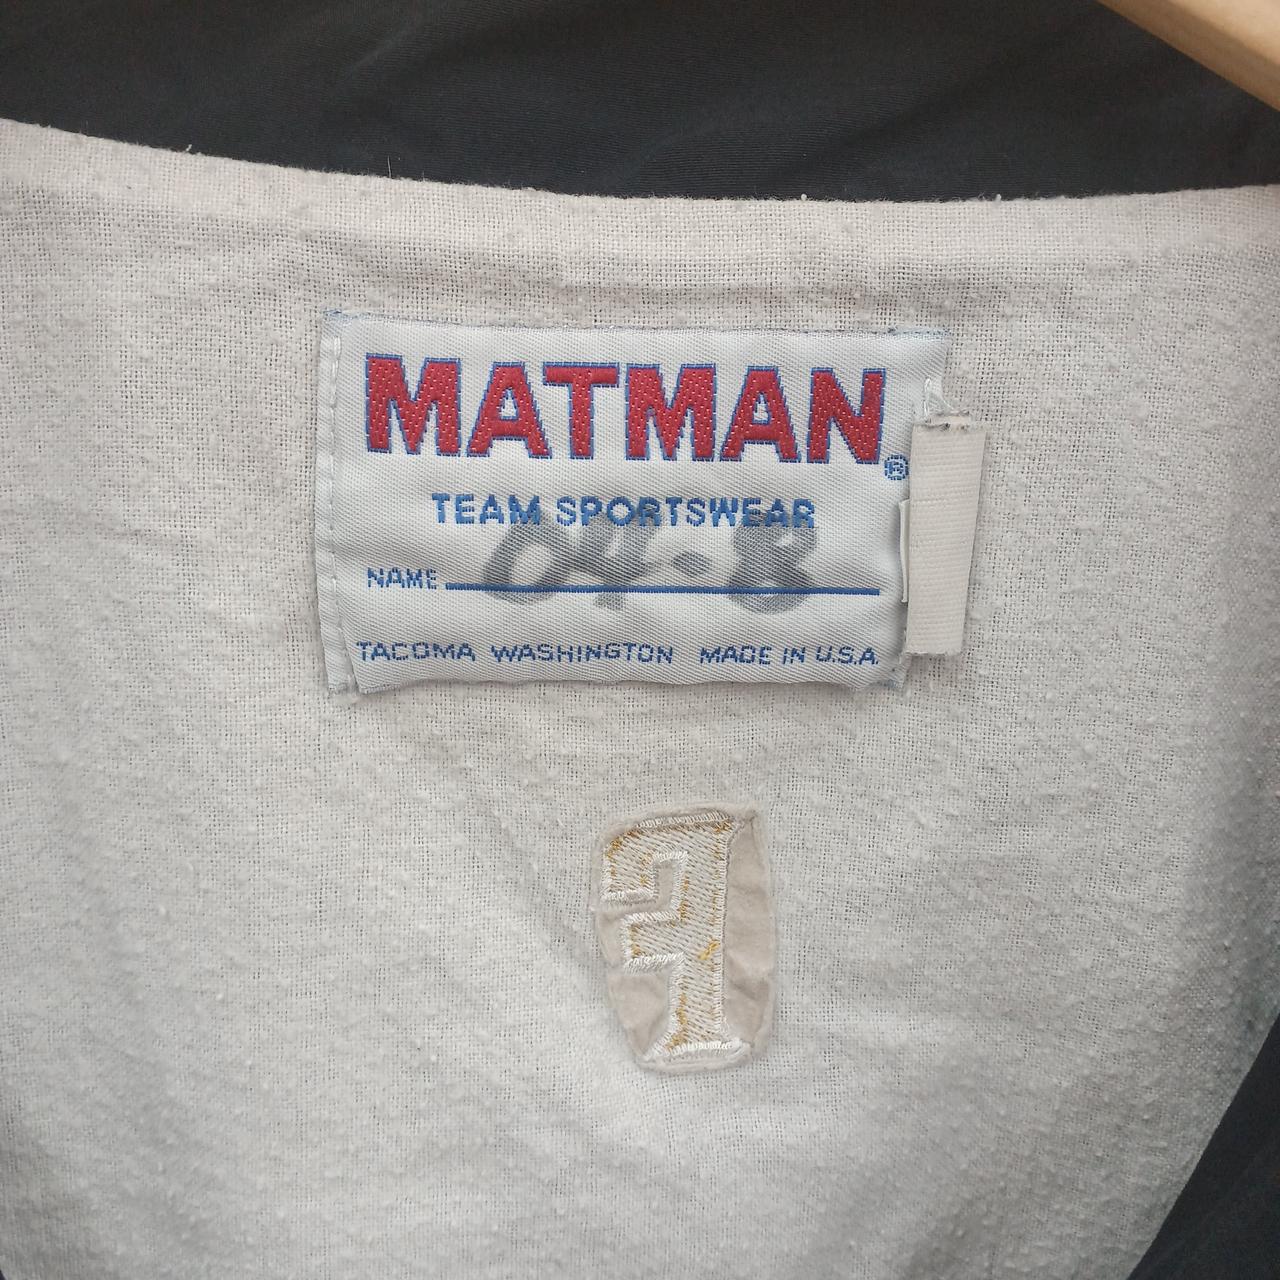 MATMAN®
TEAM SPORTSWEAR
NAME 04-8
TACOMA WASHINGTON MADE IN U.S.A.